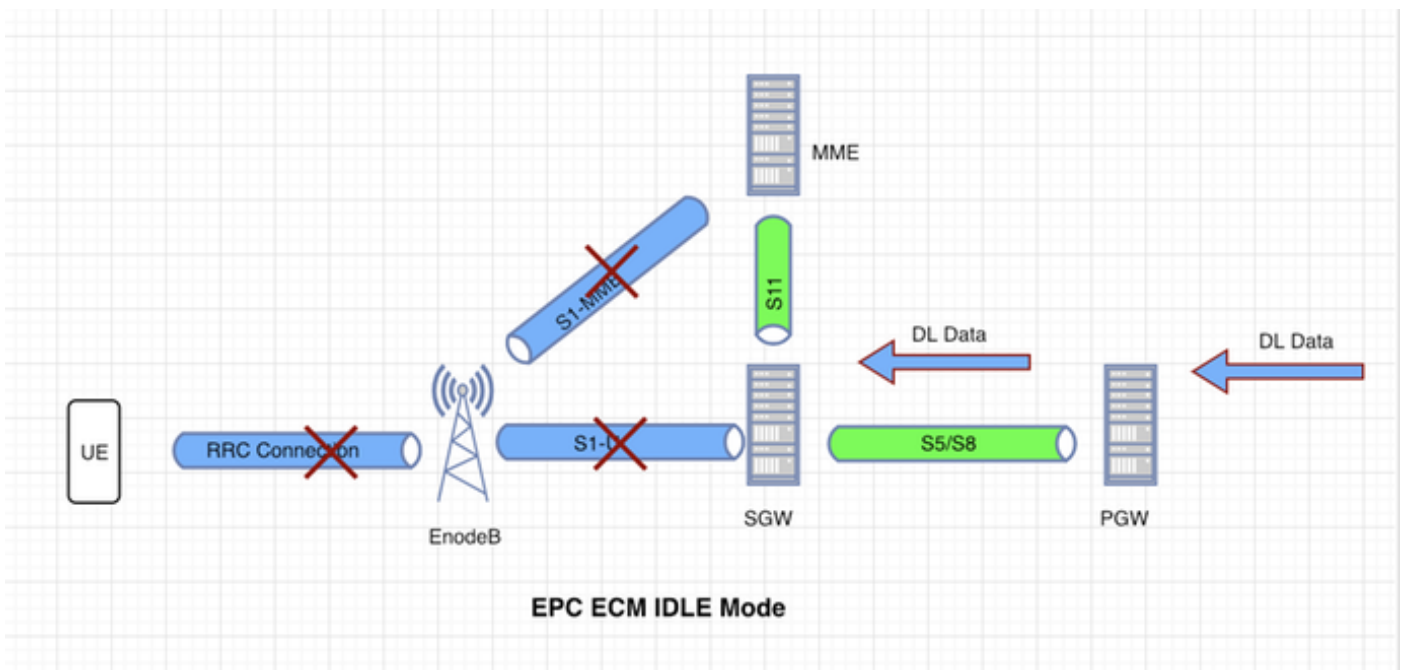 MME
S1-MME
S11
DL Data
DL Data
UE
RRC Connection
S1-U
S5/S8
EnodeB
SGW
PGW
EPC ECM IDLE Mode